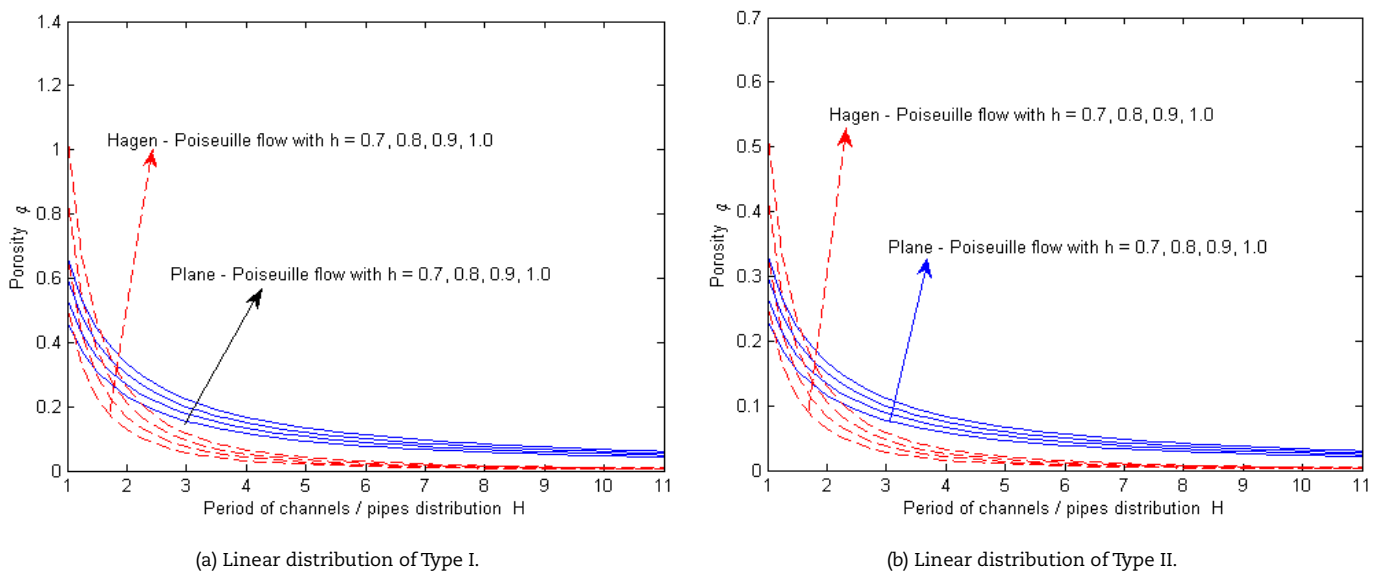 1.4
1.2
1
0.8
0.6
0.4
0.2
0
Porosity φ
Hagen - Poiseuille flow with h = 0.7, 0.8, 0.9, 1.0
Plane - Poiseuille flow with h = 0.7, 0.8, 0.9, 1.0
1 2 3 4 5 6 7 8 9 10 11
Period of channels / pipes distribution H
(a) Linear distribution of Type I.
0.7
0.6
0.5
0.4
0.3
0.2
0.1
0
Porosity φ
Hagen - Poiseuille flow with h = 0.7, 0.8, 0.9, 1.0
Plane - Poiseuille flow with h = 0.7, 0.8, 0.9, 1.0
1 2 3 4 5 6 7 8 9 10 11
Period of channels / pipes distribution H
(b) Linear distribution of Type II.